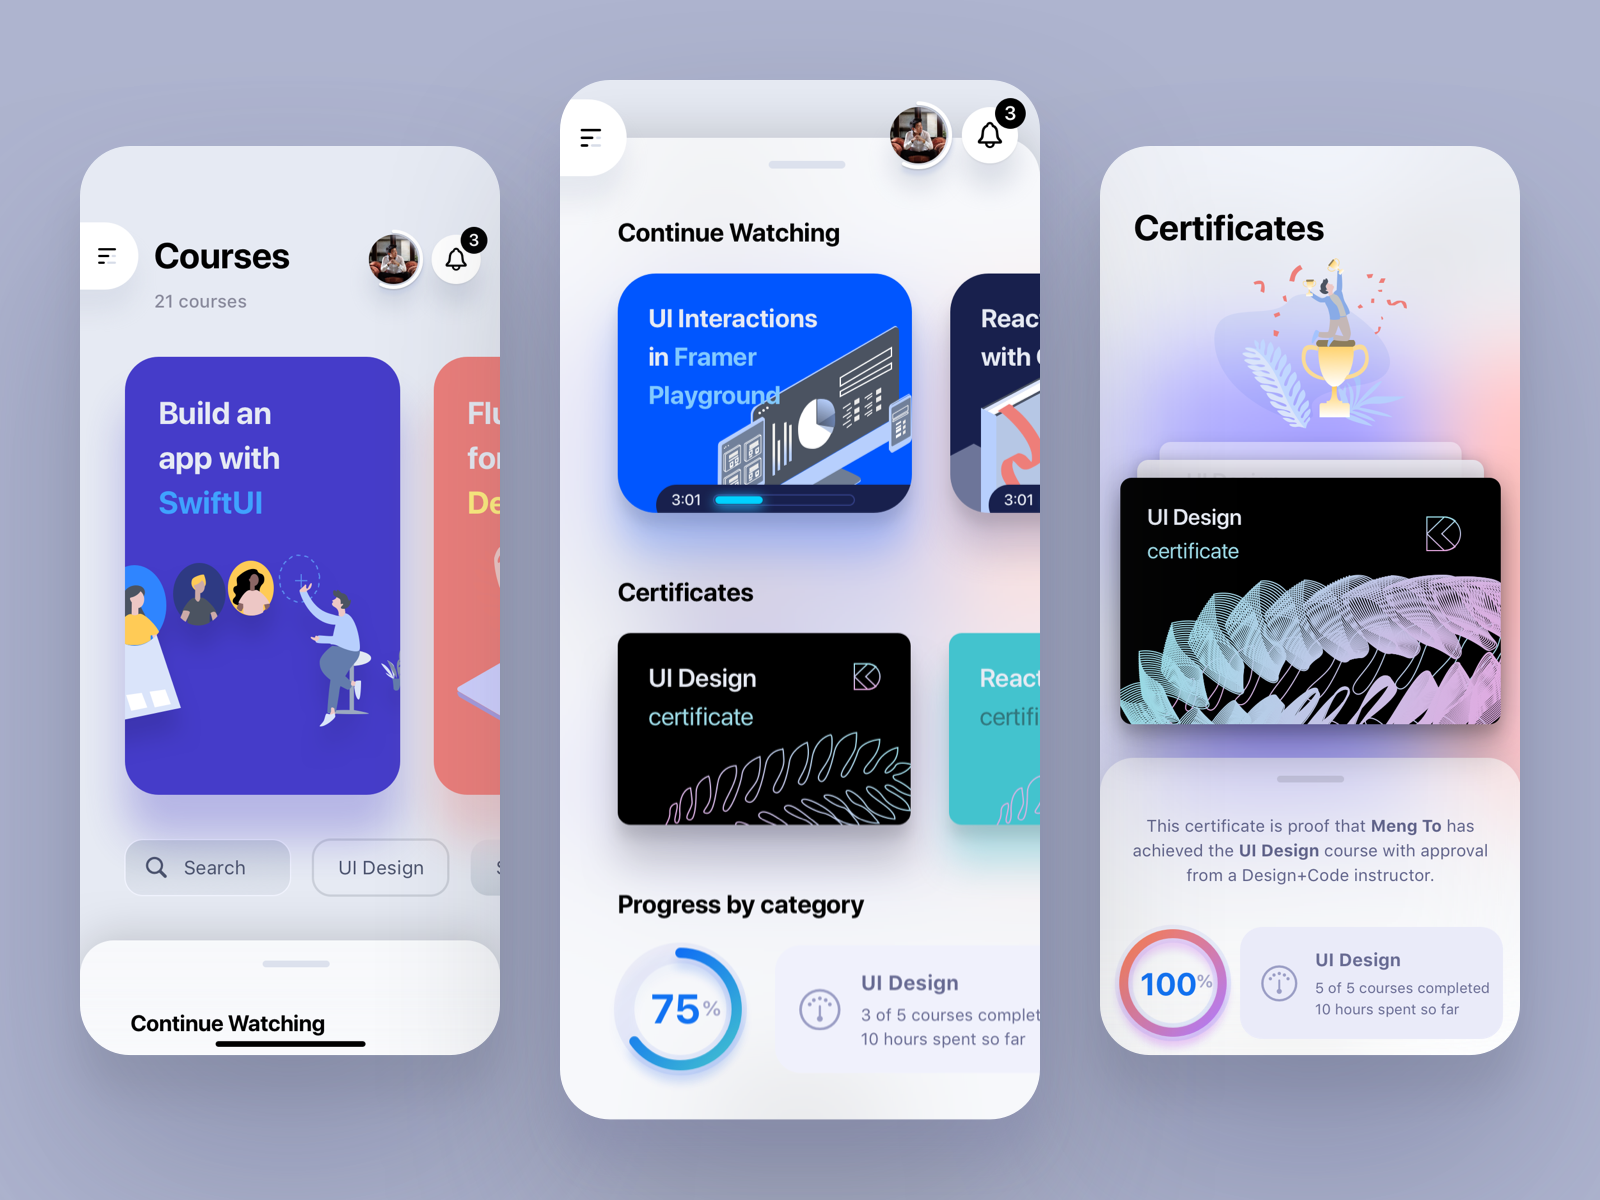 Courses
3
21 courses
Build an
app with
SwiftUI
Flu
for
De
Search
UI Design
S
Continue Watching
3
Continue Watching
UI Interactions
in Framer
Playground
3:01
React
with
3:01
Certificates
UI Design
certificate
React
certifi
Progress by category
75%
UI Design
3 of 5 courses complet
10 hours spent so far
Certificates
UI Design
certificate
This certificate is proof that Meng To has
achieved the UI Design course with approval
from a Design+Code instructor.
100%
UI Design
5 of 5 courses completed
10 hours spent so far